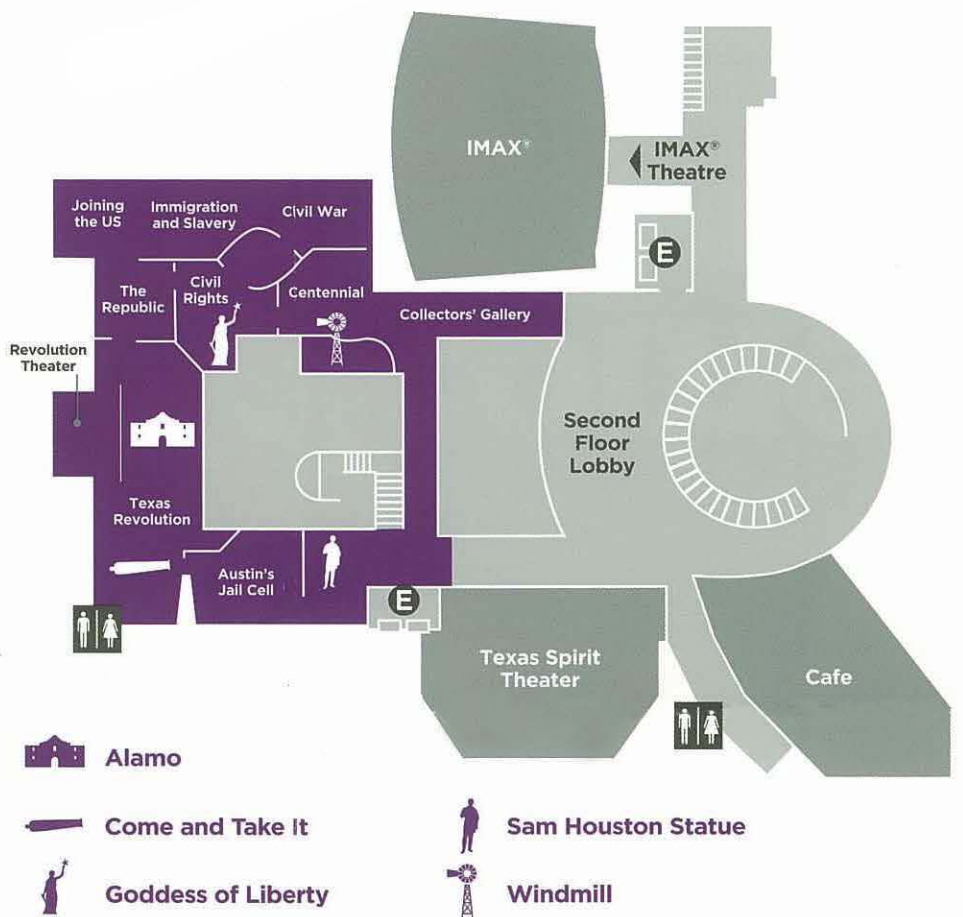 IMAX®
IMAX®
Theatre
E
Joining
the US
Immigration
and Slavery
Civil War
The
Republic
Civil
Rights
Centennial
Collectors' Gallery
Revolution
Theater
Second
Floor
Lobby
Texas
Revolution
Austin's
Jail Cell
E
Texas Spirit
Theater
Cafe
Alamo
Come and Take It
Sam Houston Statue
Goddess of Liberty
Windmill